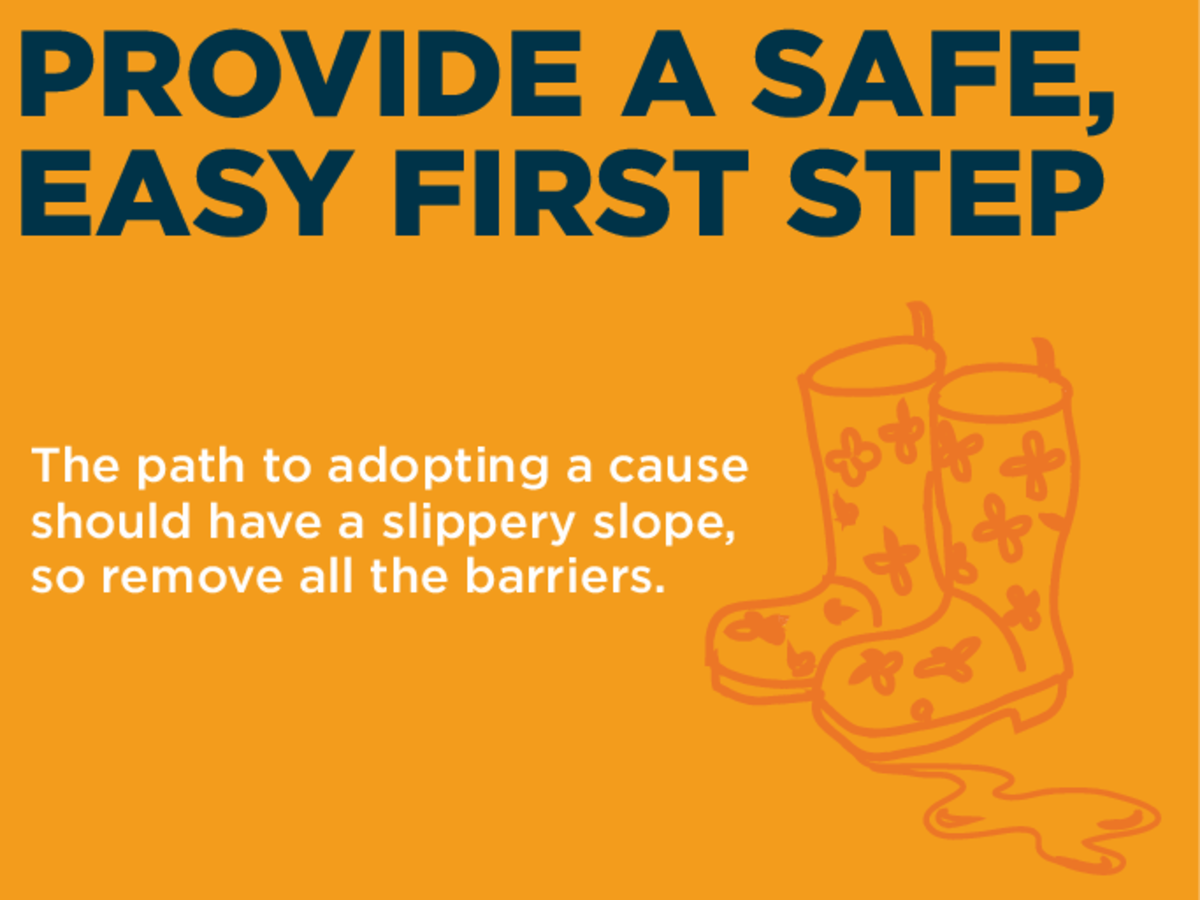 PROVIDE A SAFE,
EASY FIRST STEP
The path to adopting a cause
should have a slippery slope,
so remove all the barriers.